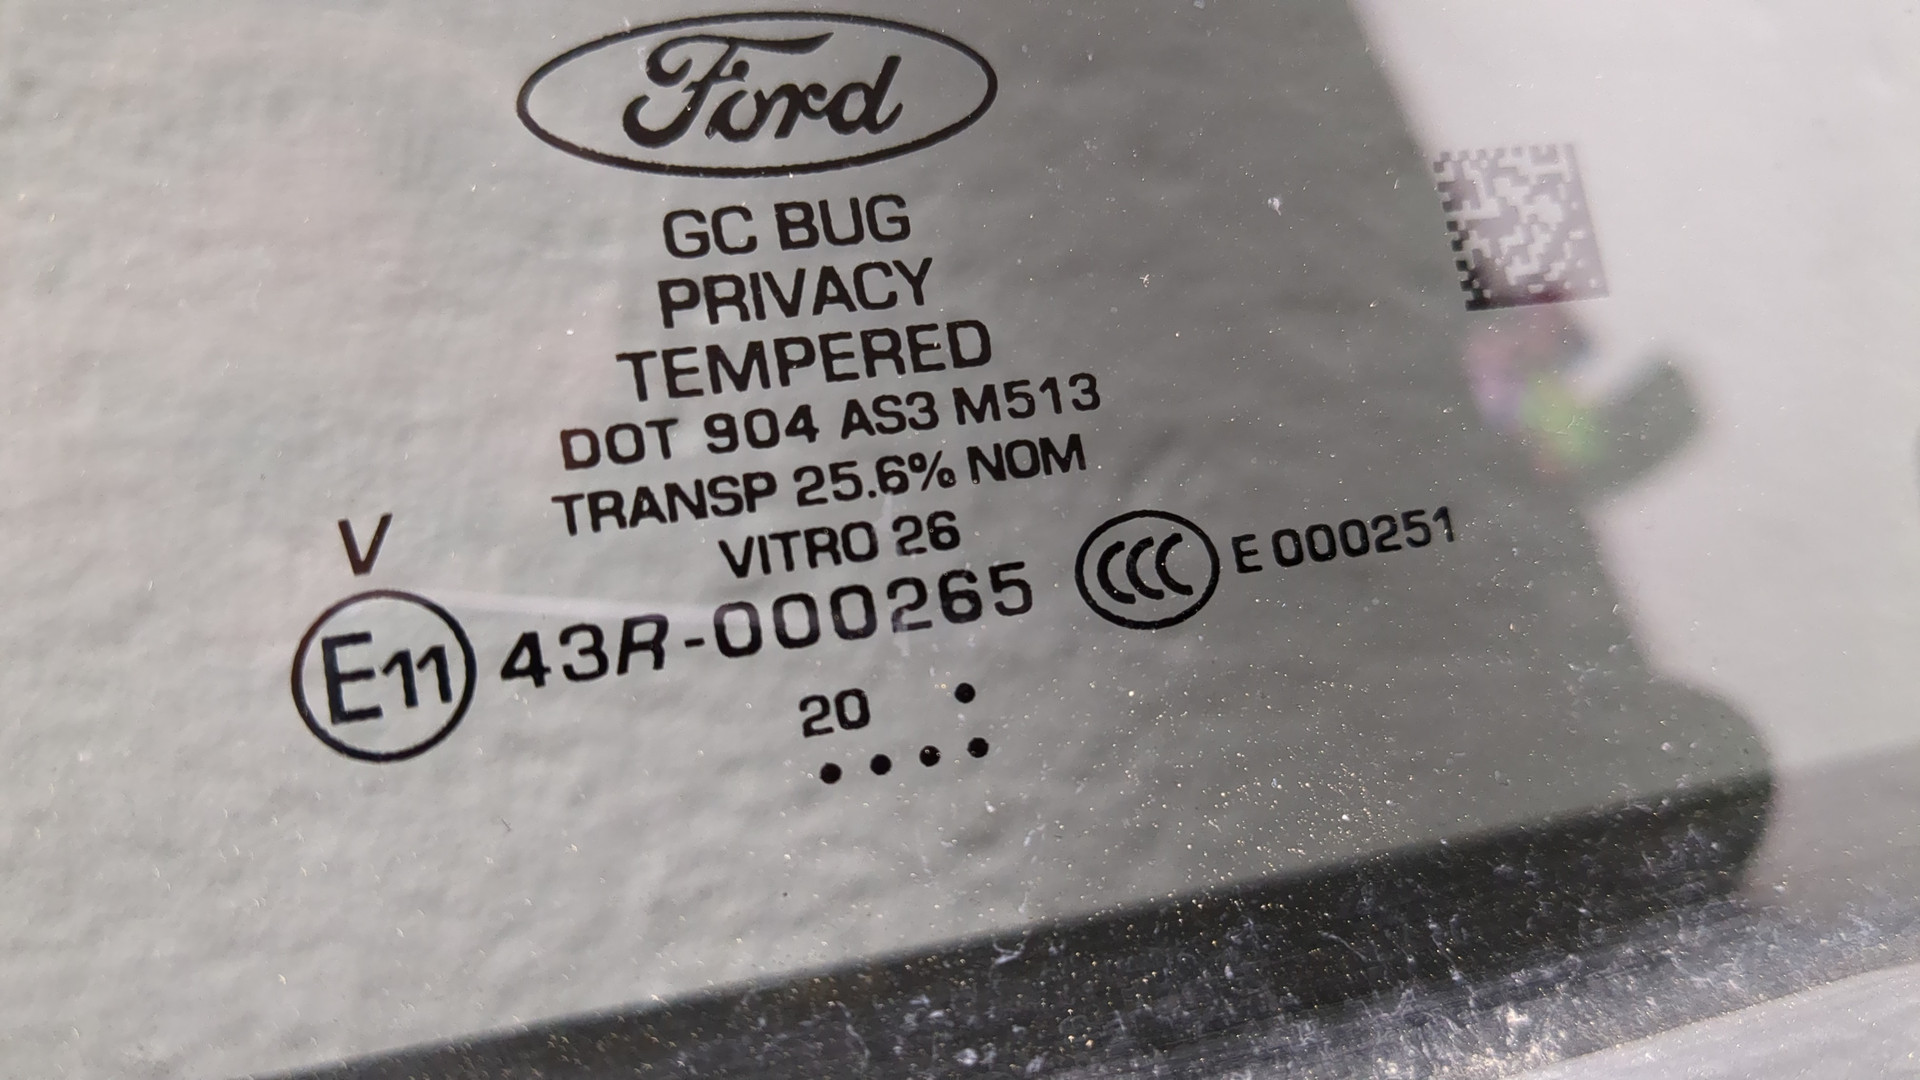 Ford
GC BUG
PRIVACY
TEMPERED
DOT 904 AS3 M513
TRANSP 25.6% NOM
VITRO 26
V
E11 43R-000265 CCC E 000251
20